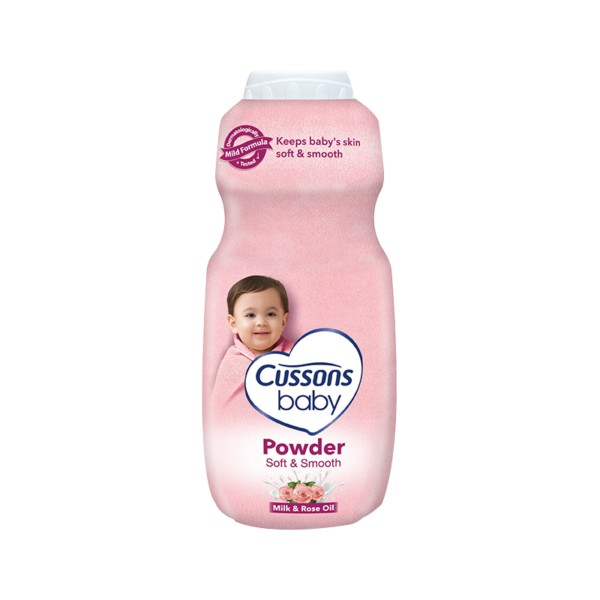 Dermatologically
Mild Formula
Tested
Keeps baby's skin
soft & smooth
Cussons
baby
Powder
Soft & Smooth
Milk & Rose Oil